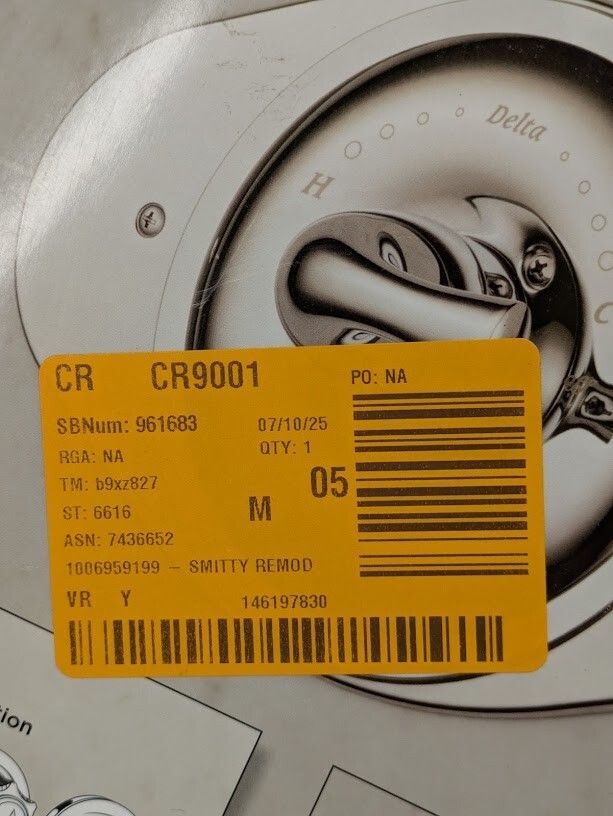 Delta
H
C
CR CR9001 PO: NA
SBNum: 961683 07/10/25
RGA: NA QTY: 1
TM: b9xz827 05
ST: 6616 M
ASN: 7436652
1006959199 - SMITTY REMOD
VR Y 146197830
tion